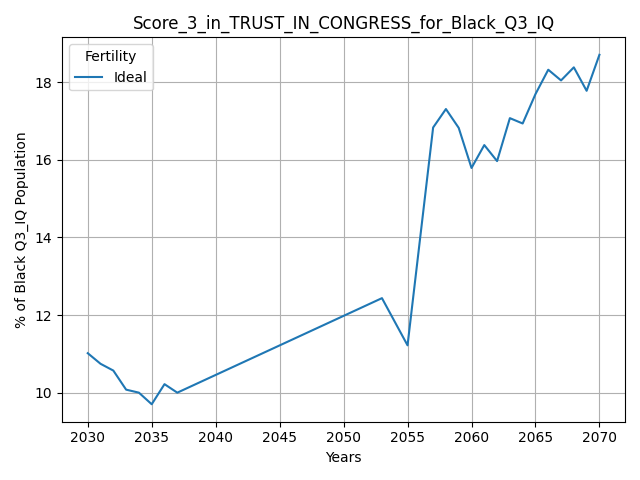 Score_3_in_TRUST_IN_CONGRESS_for_Black_Q3_IQ
Fertility
Ideal
% of Black Q3_IQ Population
18
16
14
12
10
2030 2035 2040 2045 2050 2055 2060 2065 2070
Years